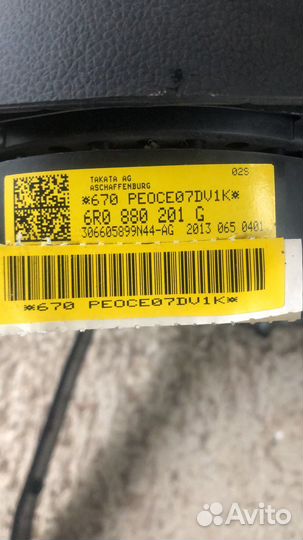 TAKATA AG
ASCHAFFENBURG
02S
*670 PEOCE07DV1K*
6R0 880 201 G
306605899N44-AG 2013 065 0401
*670 PEOCE07DV1K*
Avito